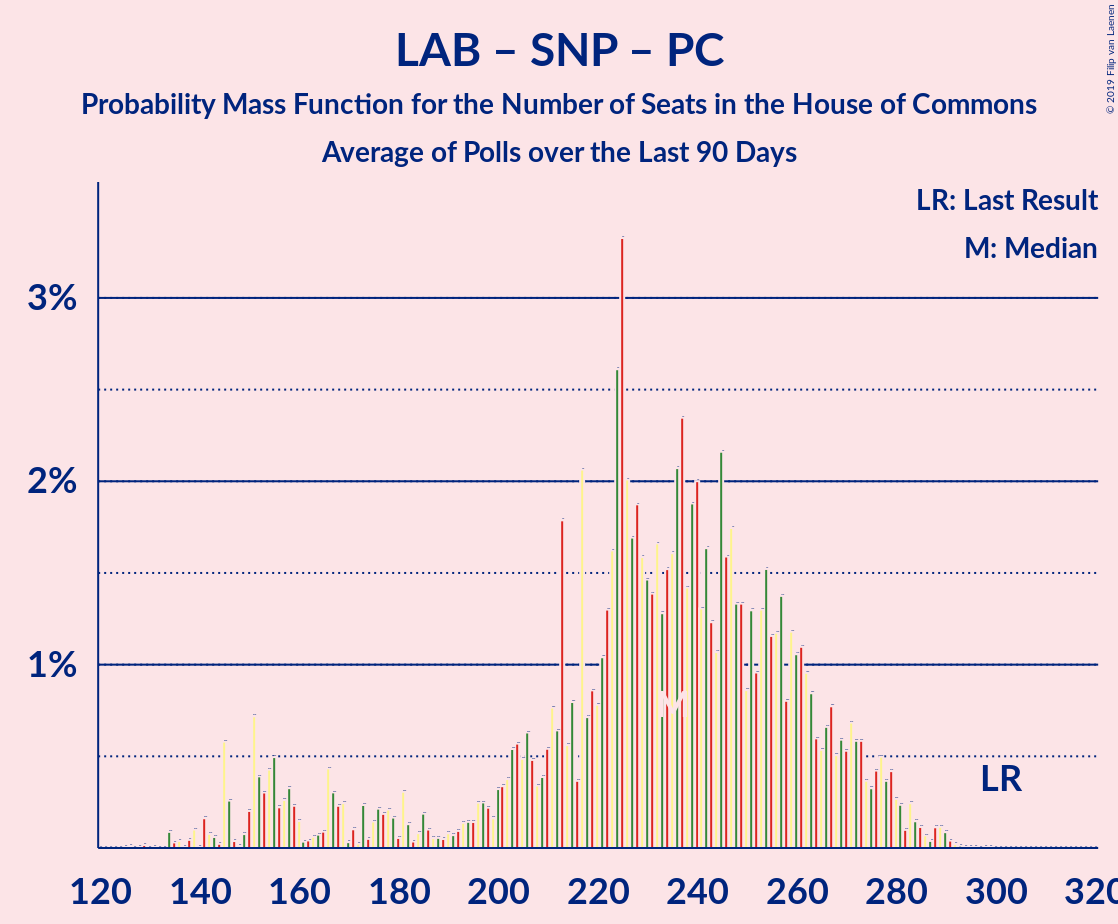 LAB – SNP – PC
Probability Mass Function for the Number of Seats in the House of Commons
Average of Polls over the Last 90 Days
© 2019 Filip van Laenen
LR: Last Result
M: Median
3%
2%
1%
M
LR
120 140 160 180 200 220 240 260 280 300 320